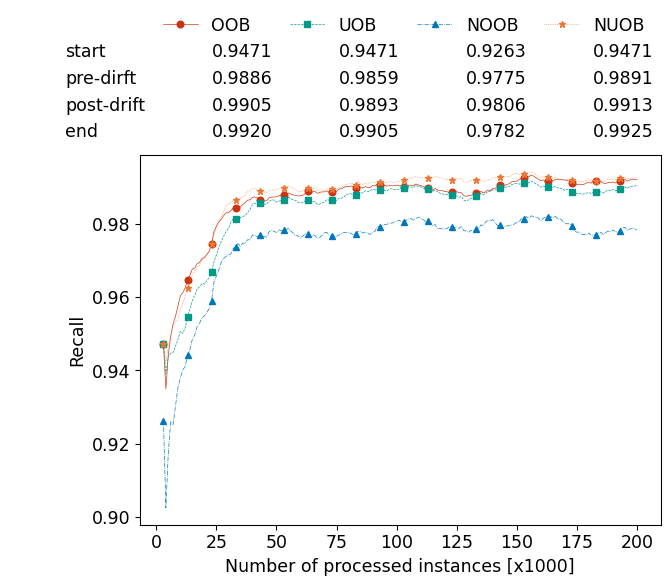 OOB UOB NOOB NUOB
start 0.9471 0.9471 0.9263 0.9471
pre-dirft 0.9886 0.9859 0.9775 0.9891
post-drift 0.9905 0.9893 0.9806 0.9913
end 0.9920 0.9905 0.9782 0.9925
Recall
0.98
0.96
0.94
0.92
0.90
0 25 50 75 100 125 150 175 200
Number of processed instances [x1000]